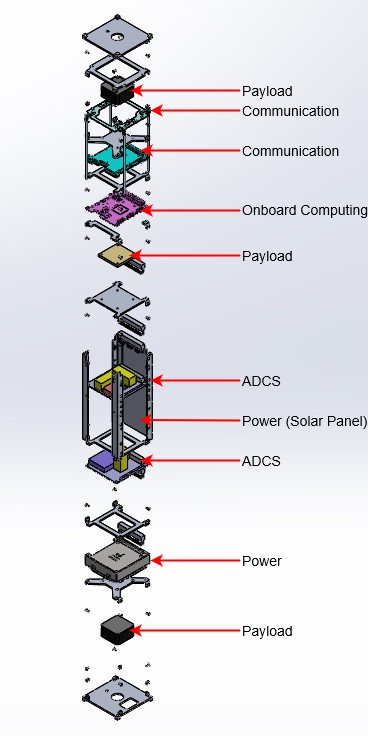 Payload
Communication
Communication
Onboard Computing
Payload
ADCS
Power (Solar Panel)
ADCS
Power
Payload